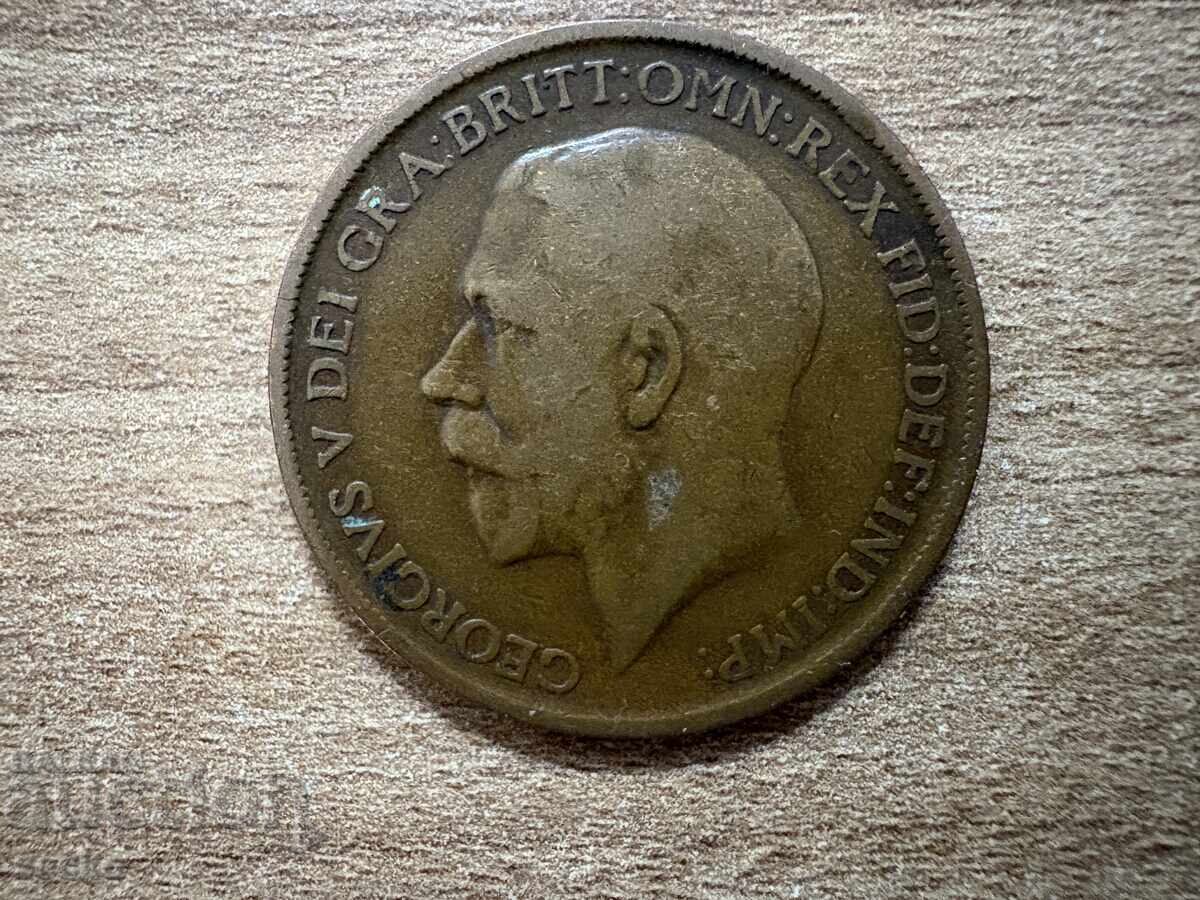 GEORGIVS V DEI GRA: BRITT: OMN: REX FID: DEF: IND: IMP: